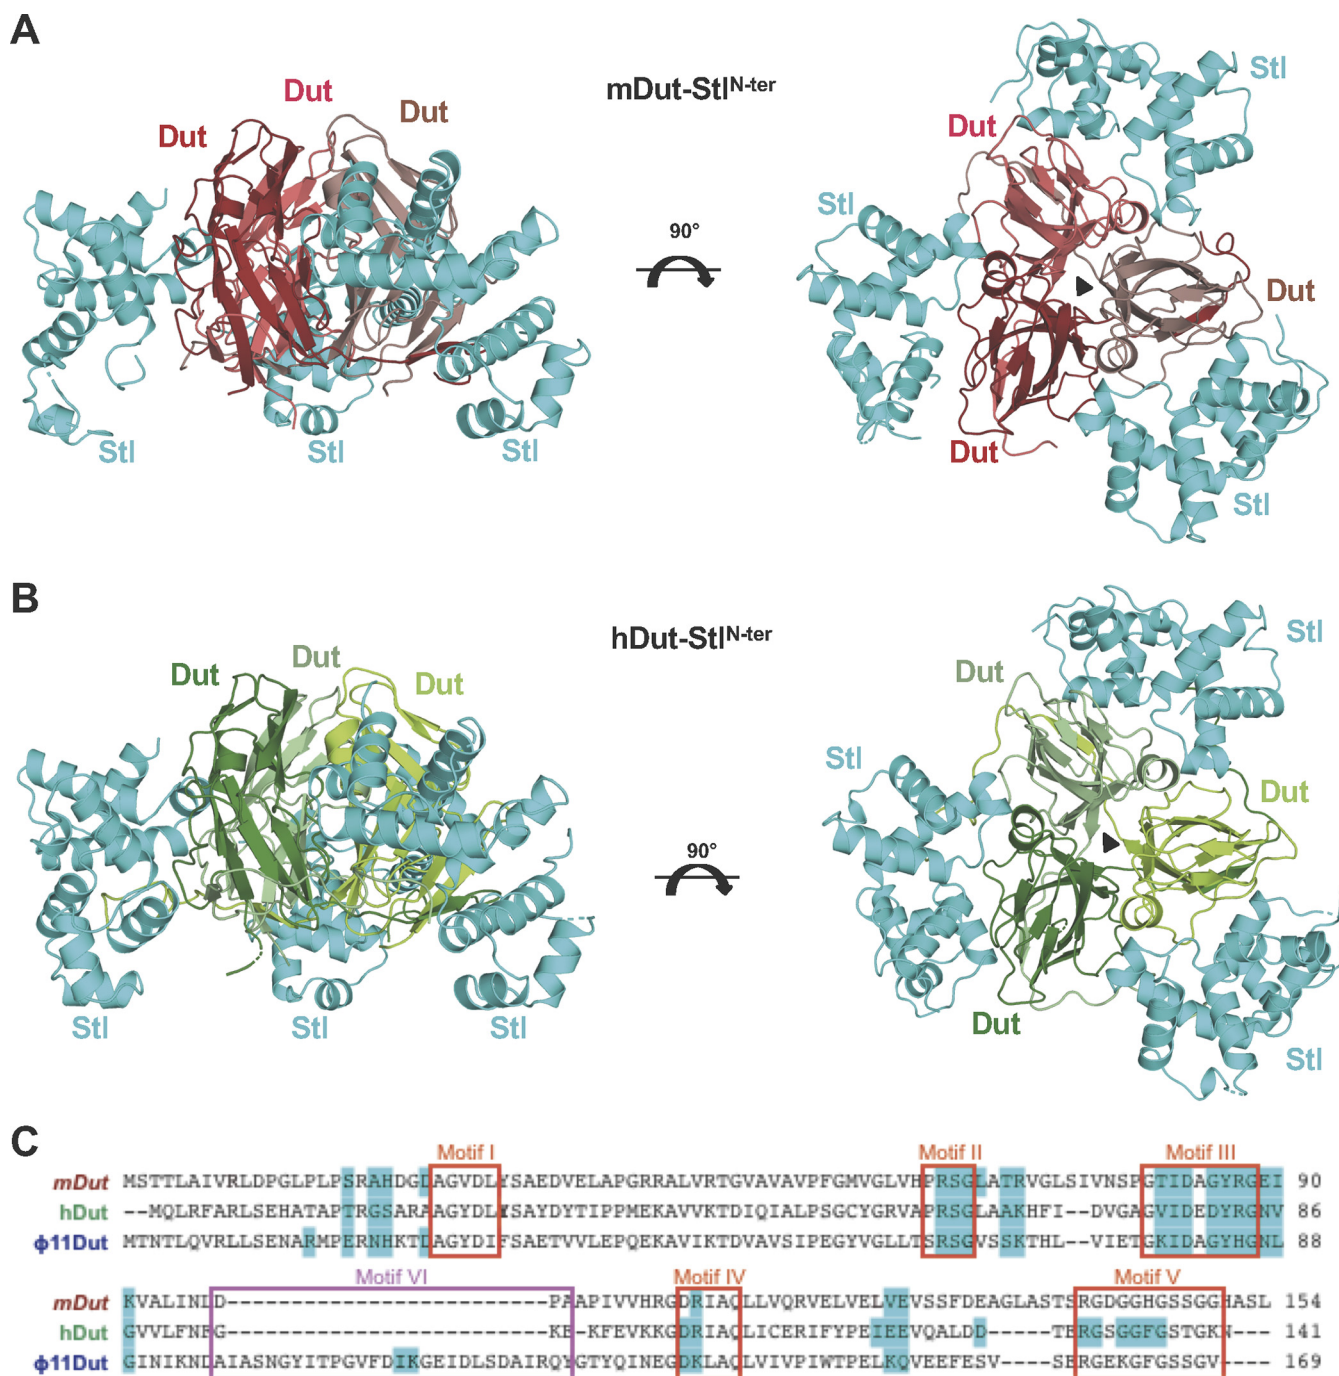 A
Dut
Dut
Dut
Stl
Stl
Stl
mDut-Stl^N-ter
90°
Stl
Dut
Stl
Dut
Dut
Stl
B
Dut
Dut
Dut
Stl
Stl
Stl
hDut-Stl^N-ter
90°
Stl
Dut
Stl
Dut
Dut
Stl
C
Motif I Motif II Motif III
mDut MSTTLAIVRLDPGLPLPSRAHDGDAGVDLYSAEDVELAPGRRALVRTGVAVAVPFGMVGLVHPRSGLATRVGLSIVNSPGTIDAGYRGEI 90
hDut --MQLRFARLSEHATAPTRGSARAAGYDLYSAYDYTIPPMEKAVVKTDIQIALPSGCYGRVAPRSGLAAKHFI--DVGAGVIDEDYRGNV 86
ϕ11Dut MTNTLQVRLLSENARMPERNHKTDAGYDIFSAETVVLEPQEKAVIKTDVAVSIPEGYVGLLTSRSGVSSKTHL--VIETGKIDAGYHGNL 88
Motif VI Motif IV Motif V
mDut KVALINLD--------------------------PAAPIVVHRGDRIAQLLVQRVELVELVEVSSFDEAGLASTSRGDGGHGSSGGHASL 154
hDut GVVLFNFG--------------------------KE-KFEVKKGDRIAQLICERIFYPEIEEVQALDD-----TERGSGGFGSTGKN--- 141
ϕ11Dut GINIKNDAIASNGYITPGVFDIKGEIDLSDAIRQYGTYQINEGDKLAQLVIVPIWTPELKQVEEFESV-----SERGEKGFGSSGV---- 169